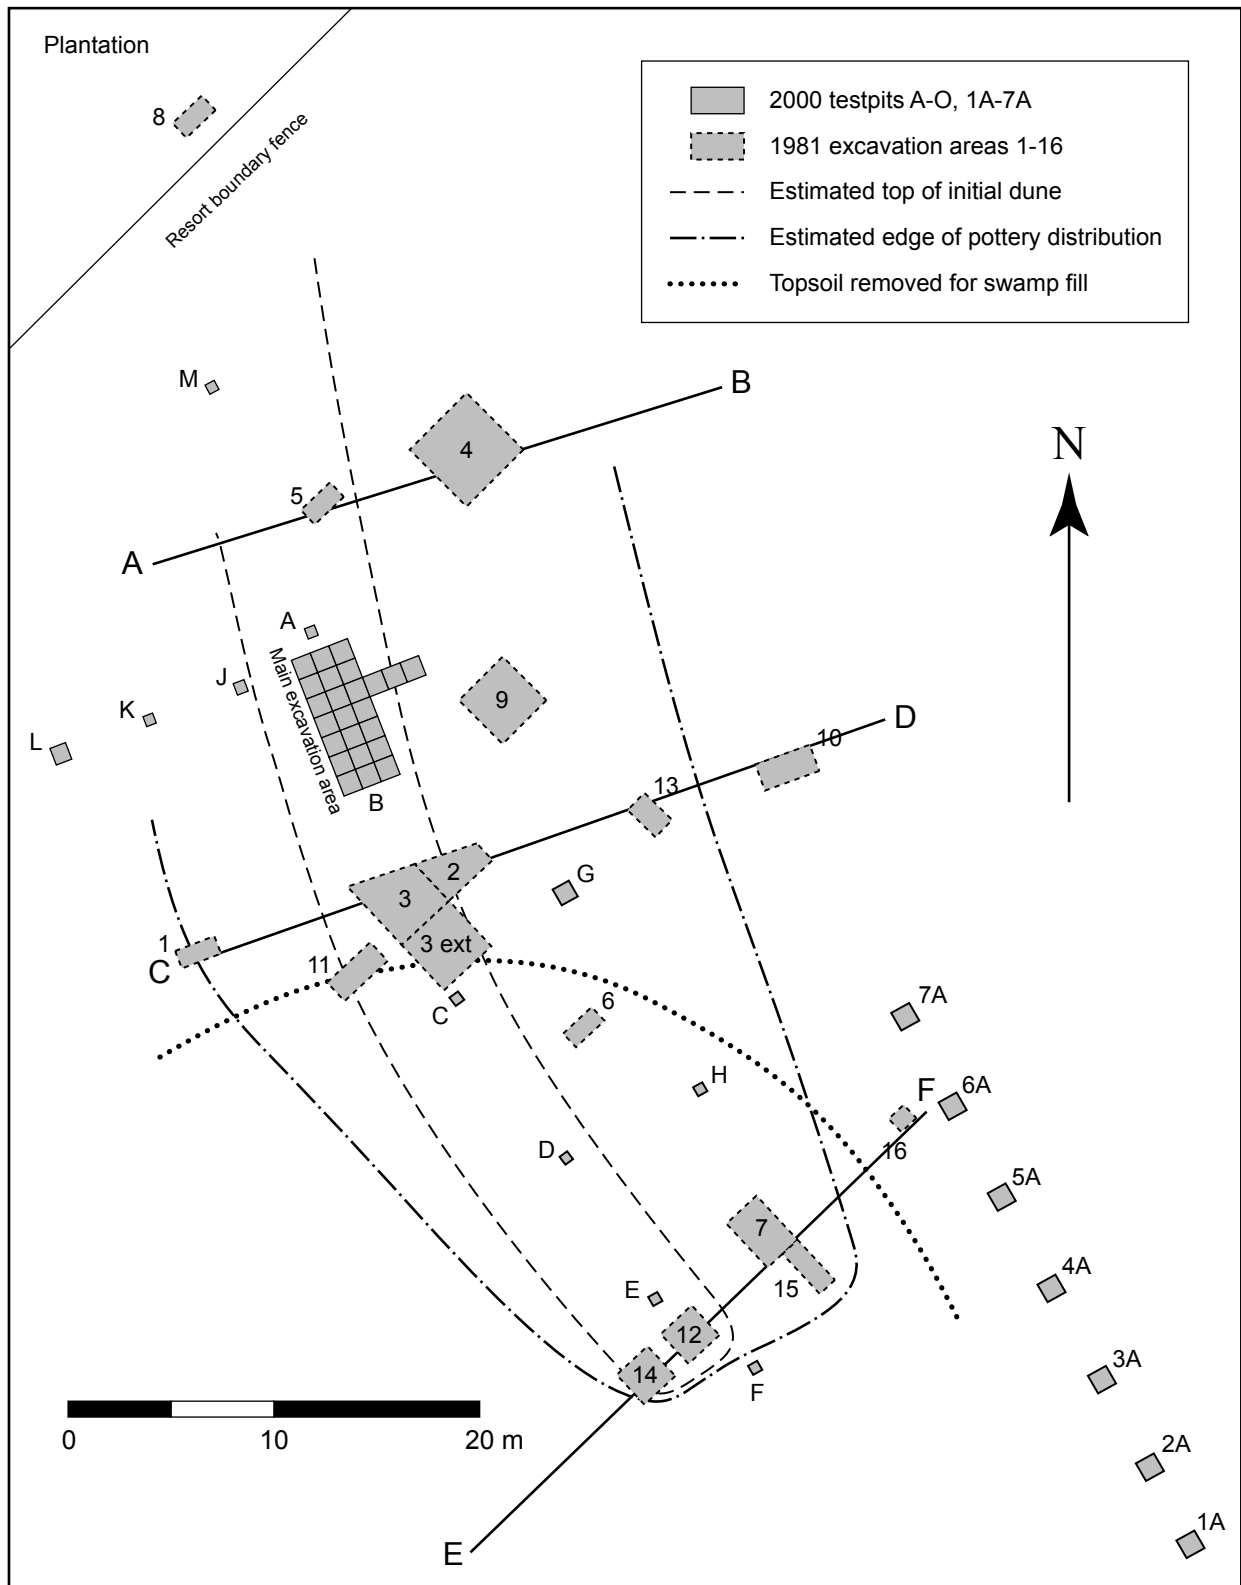 Plantation
8
Resort boundary fence
2000 testpits A-O, 1A-7A
1981 excavation areas 1-16
Estimated top of initial dune
Estimated edge of pottery distribution
Topsoil removed for swamp fill
M
B
4
N
5
A
A
J
Main excavation area
K
9
L
D
10
B
13
2
G
3
1
3 ext
C
11
C
6
7A
H
F
6A
D
16
5A
7
E
15
4A
12
14
F
3A
0
10
20 m
2A
1A
E